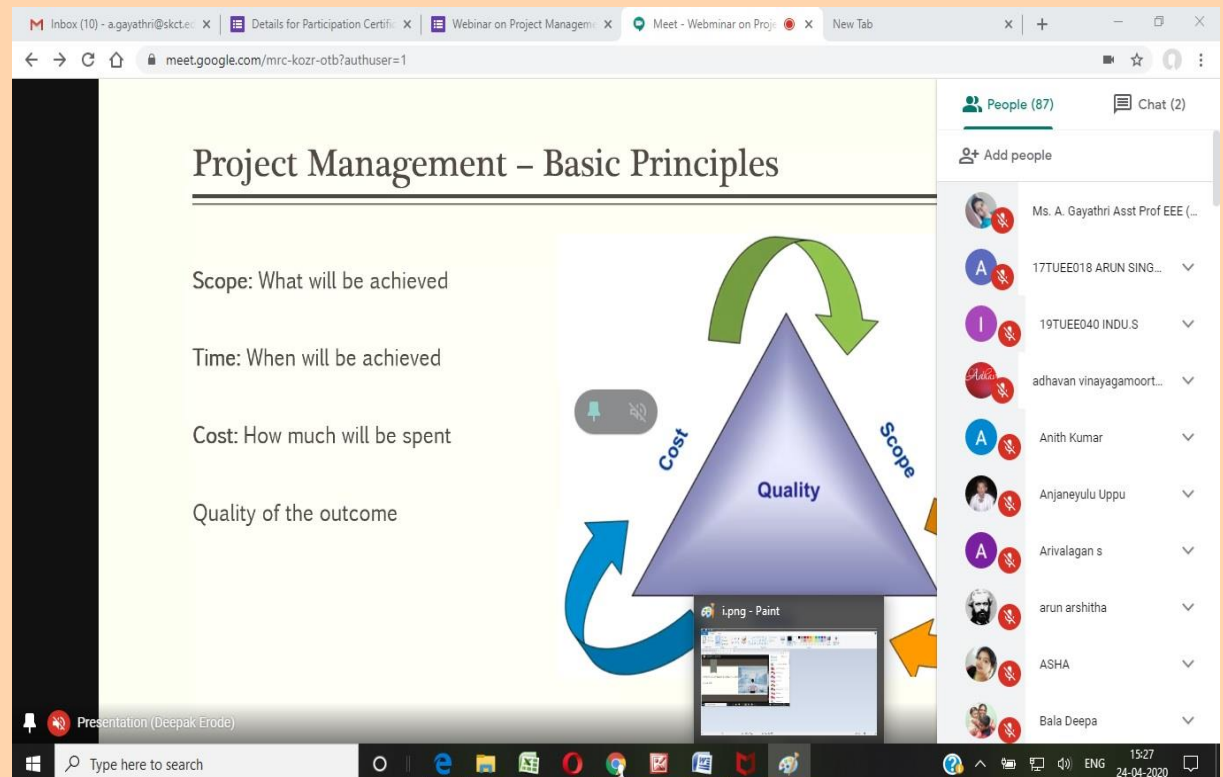 Inbox (10) - a.gayathri@skct.ec
Details for Participation Certific
Webinar on Project Manageme
Meet - Webminar on Proje
New Tab
meet.google.com/mrc-kozr-otb?authuser=1
Project Management – Basic Principles
Scope: What will be achieved
Time: When will be achieved
Cost: How much will be spent
Quality of the outcome
Cost
Scope
Quality
i.png - Paint
Presentation (Deepak Erode)
People (87)
Chat (2)
Add people
Ms. A. Gayathri Asst Prof EEE (...
A
17TUEE018 ARUN SING...
I
19TUEE040 INDU.S
adhavan vinayagamoort...
A
Anith Kumar
Anjaneyulu Uppu
A
Arivalagan s
arun arshitha
ASHA
Bala Deepa
Type here to search
ENG
15:27
24-04-2020